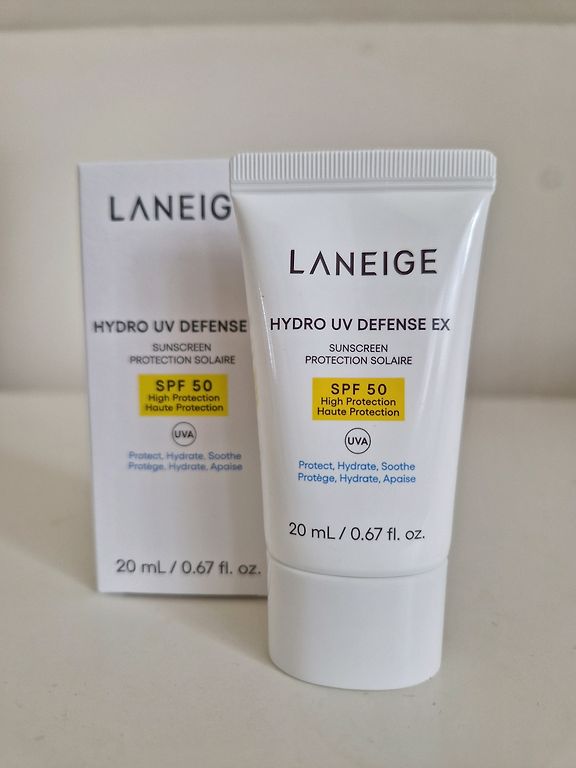 LANEIG
HYDRO UV DEFENSE
SUNSCREEN
PROTECTION SOLAIRE
SPF 50
High Protection
Haute Protection
UVA
Protect, Hydrate, Soothe
Protège, Hydrate, Apaise
20 mL / 0.67 fl. oz.
LANEIGE
HYDRO UV DEFENSE EX
SUNSCREEN
PROTECTION SOLAIRE
SPF 50
High Protection
Haute Protection
UVA
Protect, Hydrate, Soothe
Protège, Hydrate, Apaise
20 mL / 0.67 fl. oz.